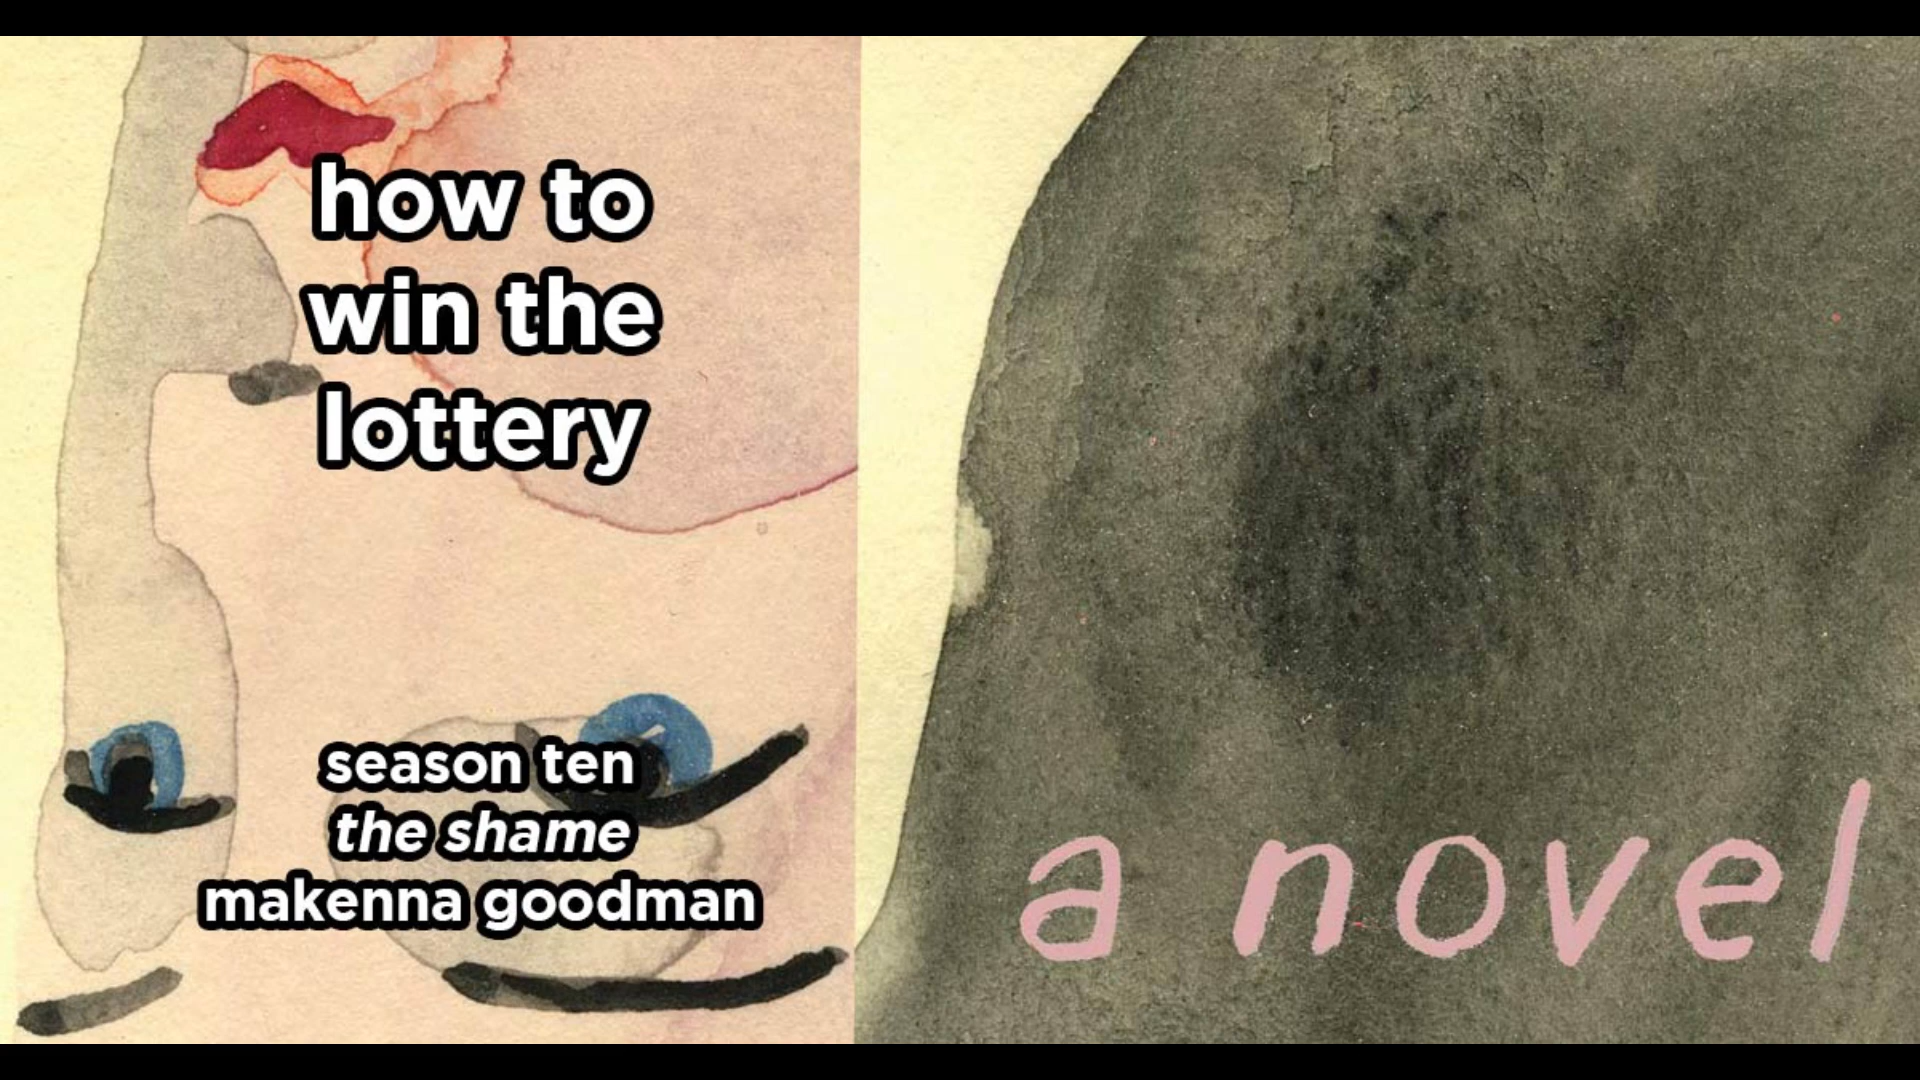 how to
win the
lottery
season ten
the shame
makenna goodman
a novel